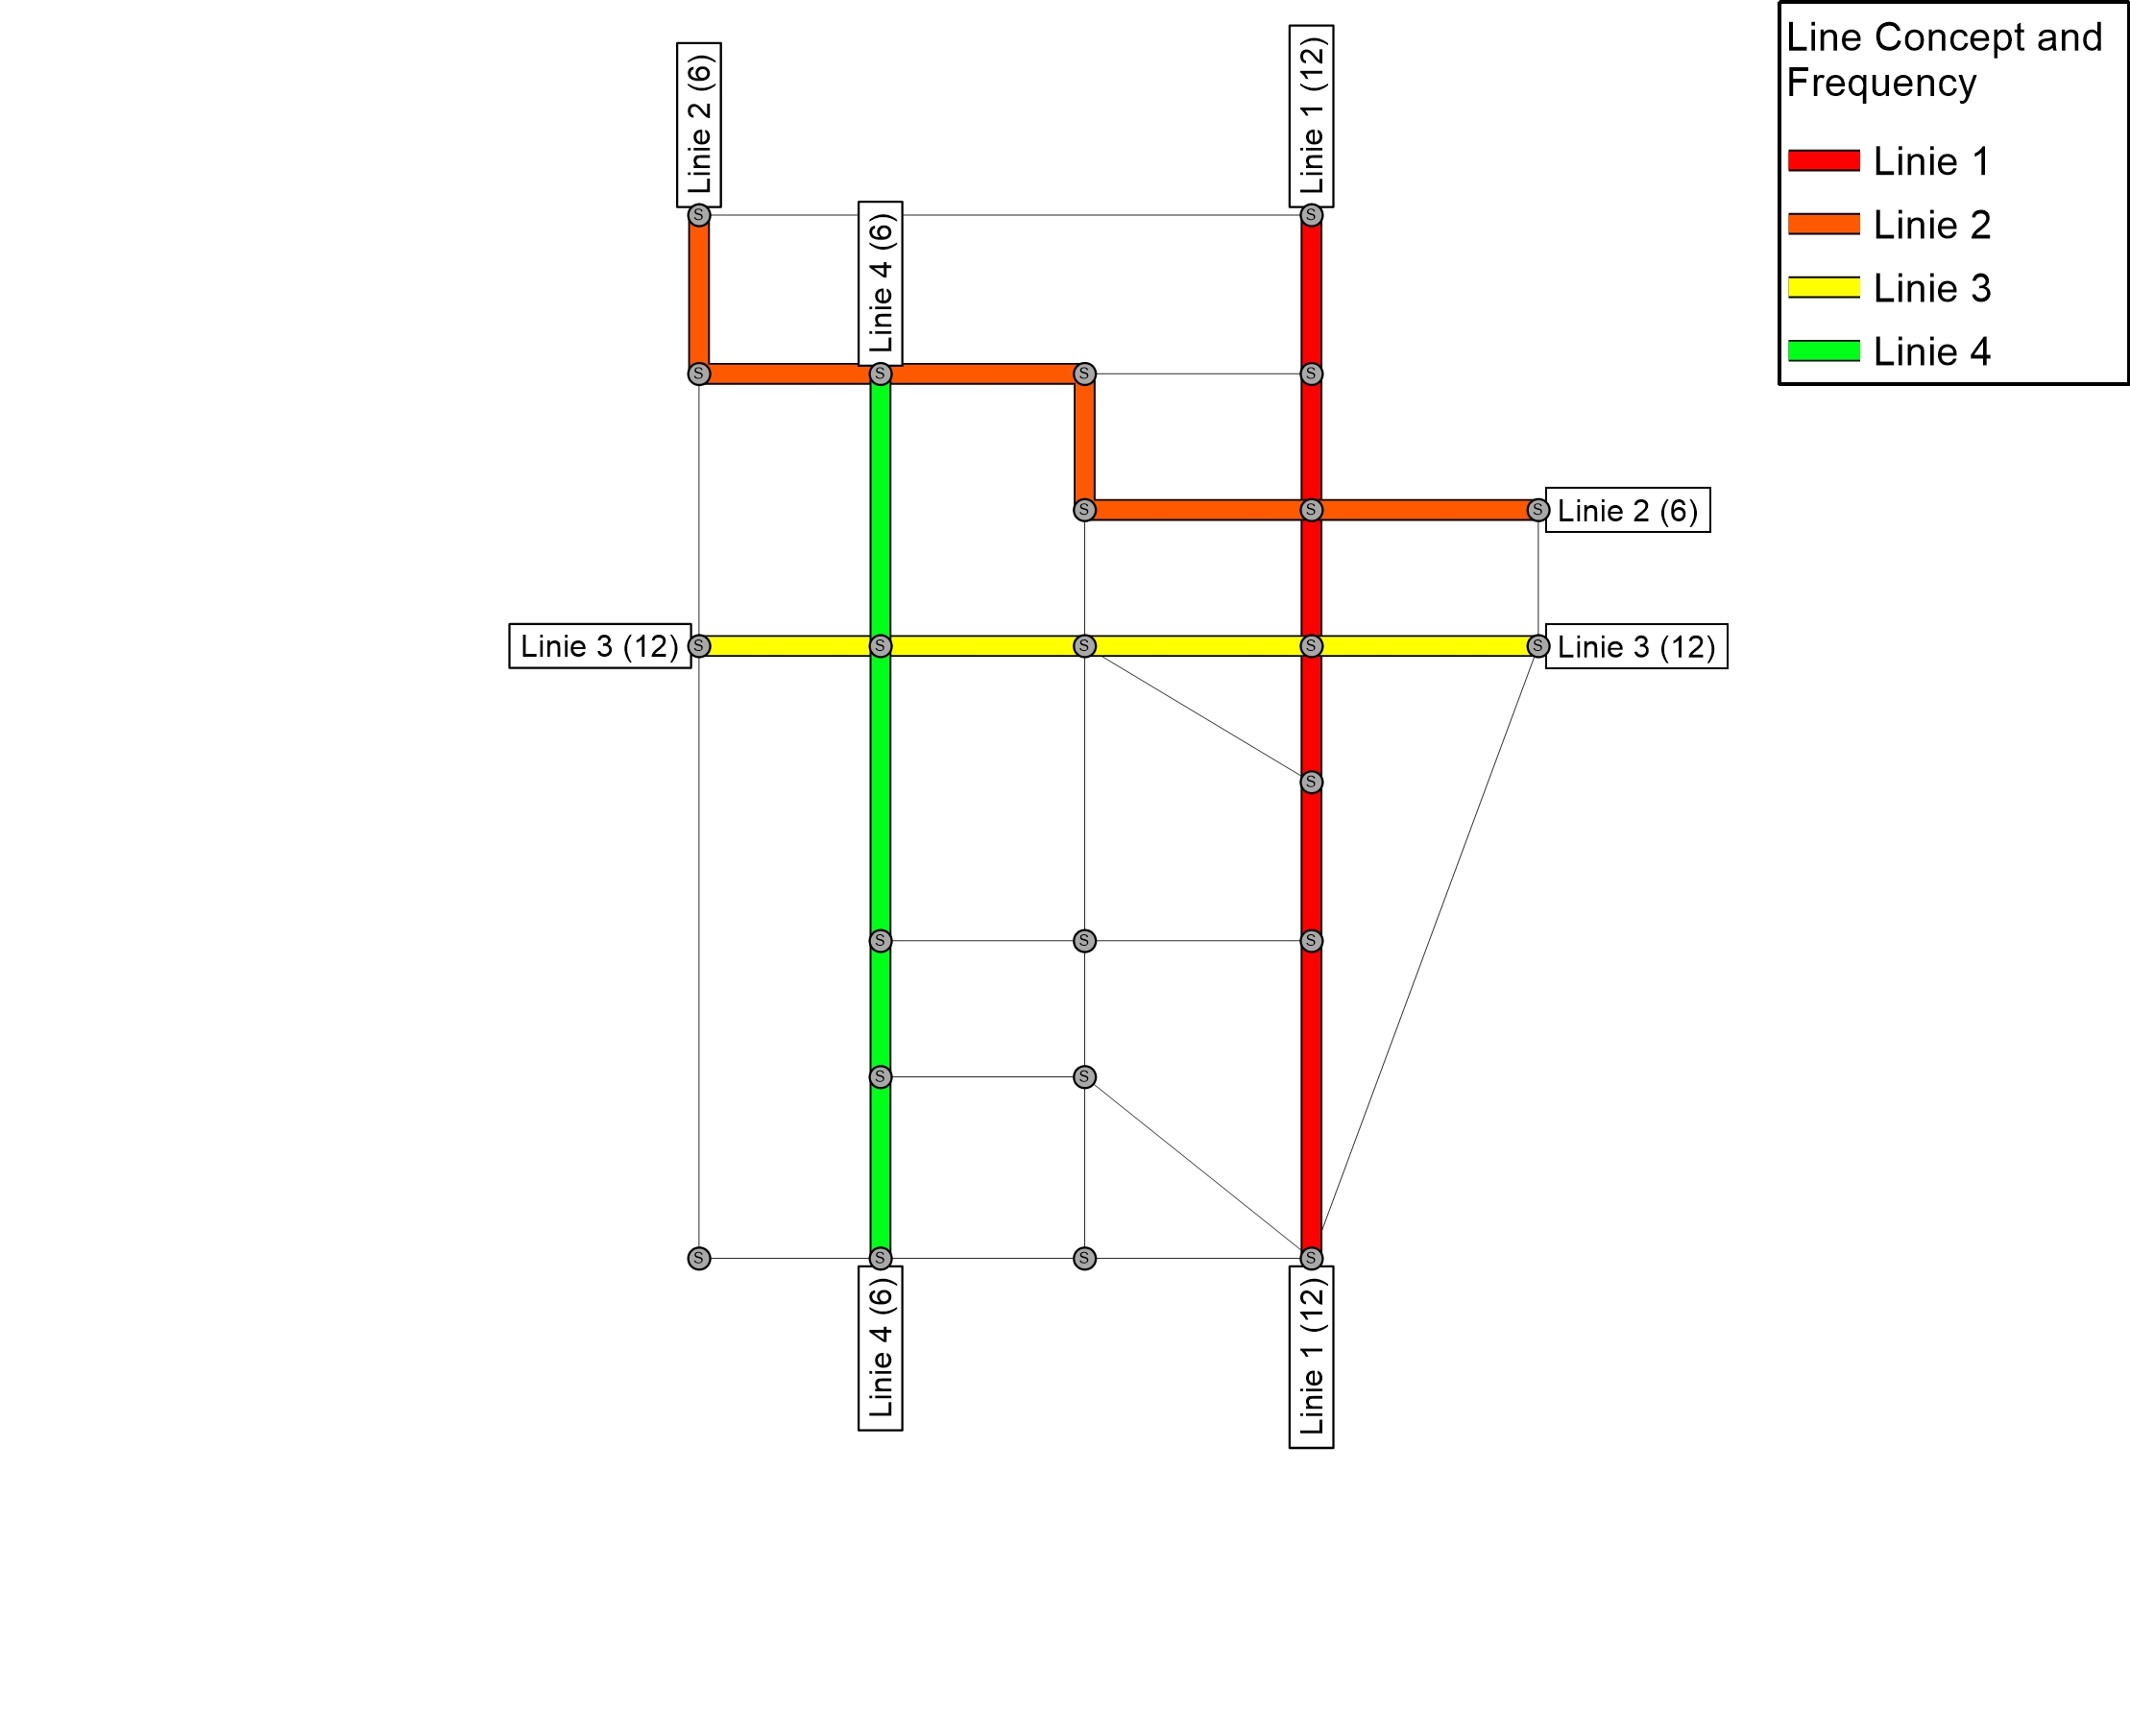 Line Concept and
Frequency
Linie 1
Linie 2
Linie 3
Linie 4
Linie 2 (6)
Linie 1 (12)
Linie 4 (6)
S S
S S S S
S S S
Linie 2 (6)
Linie 3 (12)
S S S S S
Linie 3 (12)
S
S S S
S S
S S S S
Linie 4 (6)
Linie 1 (12)